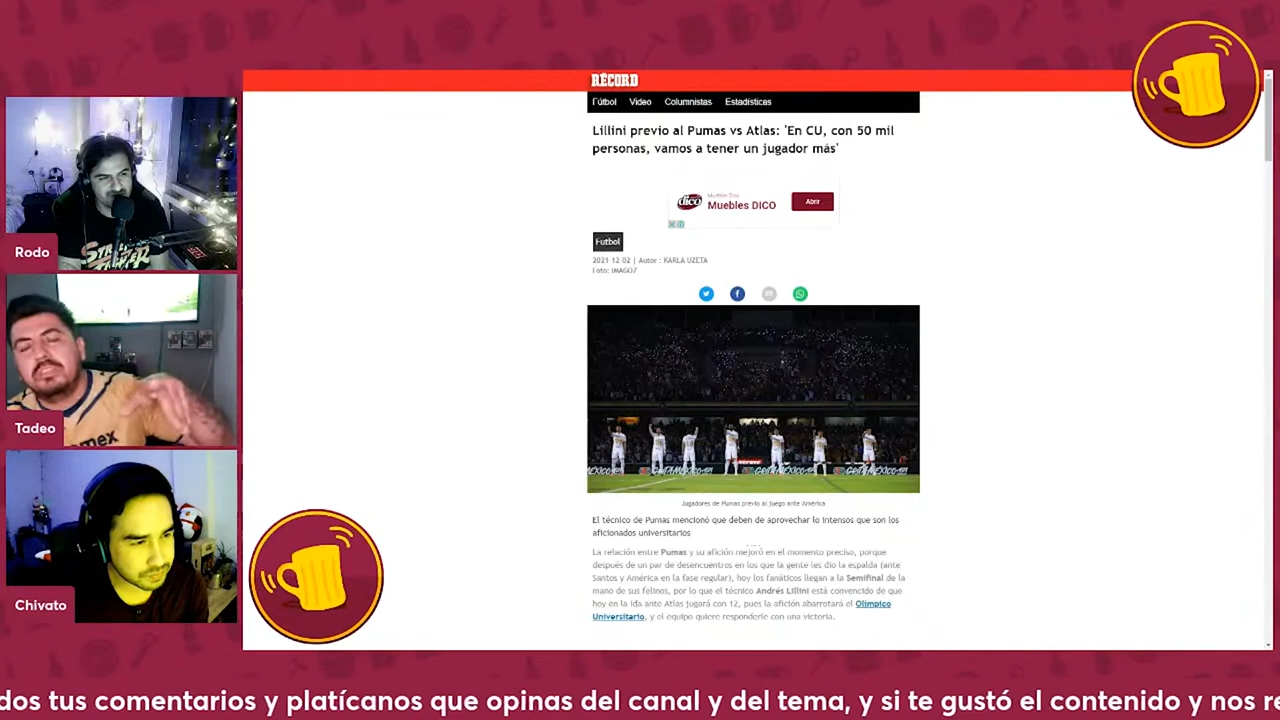 RÉCORD
Fútbol Video Columnistas Estadísticas
Lillini previo al Pumas vs Atlas: 'En CU, con 50 mil
personas, vamos a tener un jugador más'
dico
Muebles Dico
Muebles DICO
Abrir
Futbol
2021-12-02 | Autor : KARLA UZETA
Foto: IMAGO7
Jugadores de Pumas previo al juego ante América
El técnico de Pumas mencionó que deben de aprovechar lo intensos que son los
aficionados universitarios
La relación entre Pumas y su afición mejoró en el momento preciso, porque
después de un par de desencuentros en los que la gente les dio la espalda (ante
Santos y América en la fase regular), hoy los fanáticos llegan a la Semifinal de la
mano de sus felinos, por lo que el técnico Andrés Lillini está convencido de que
hoy en la Ida ante Atlas jugará con 12, pues la afición abarrotará el Olímpico
Universitario, y el equipo quiere responderle con una victoria.
Rodo
STREET
Tadeo
mex
Chivato
dos tus comentarios y platícanos que opinas del canal y del tema, y si te gustó el contenido y nos re